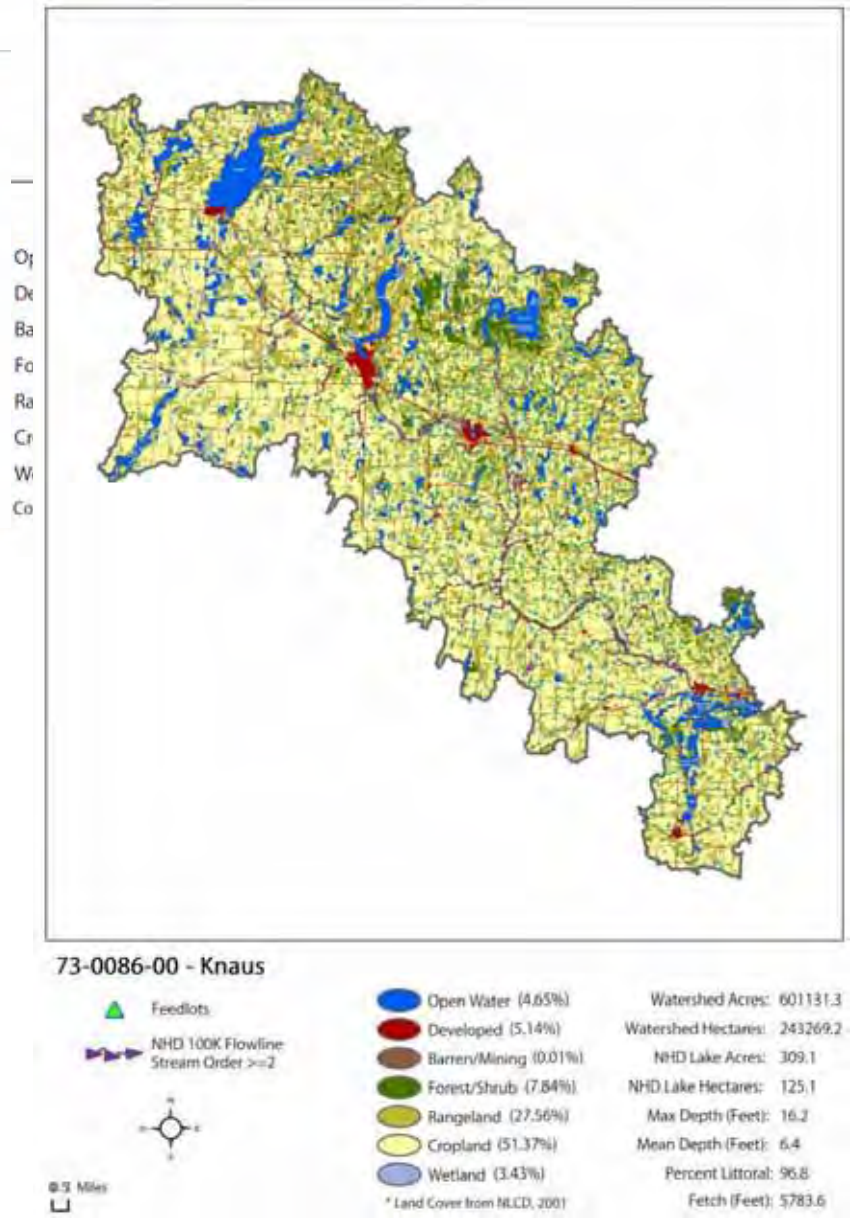 Op
De
Ba
Fo
Ra
Cr
We
Co
73-0086-00 - Knaus
Feedlots
NHD 100K Flowline
Stream Order >=2
Open Water (4.65%)
Developed (5.14%)
Barren/Mining (0.01%)
Forest/Shrub (7.84%)
Rangeland (27.56%)
Cropland (51.37%)
Wetland (3.43%)
* Land Cover from NLCD, 2001
Watershed Acres: 601131.3
Watershed Hectares: 243269.2
NHD Lake Acres: 309.1
NHD Lake Hectares: 125.1
Max Depth (Feet): 16.2
Mean Depth (Feet): 6.4
Percent Littoral: 96.8
Fetch (Feet): 5783.6
Miles